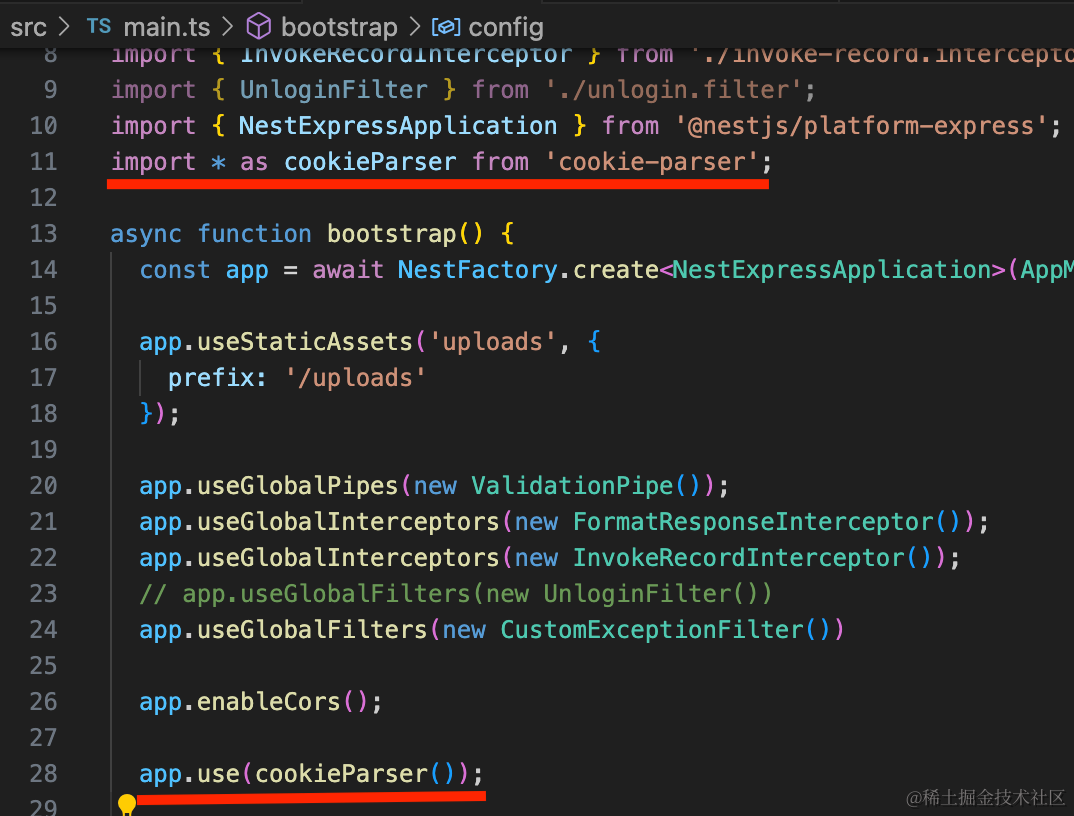 src > TS main.ts > bootstrap > config
8 import { InvokeRecordInterceptor } from './invoke-record.intercepto
9 import { UnloginFilter } from './unlogin.filter';
10 import { NestExpressApplication } from '@nestjs/platform-express';
11 import * as cookieParser from 'cookie-parser';
12
13 async function bootstrap() {
14 const app = await NestFactory.create<NestExpressApplication>(AppM
15
16 app.useStaticAssets('uploads', {
17 prefix: '/uploads'
18 });
19
20 app.useGlobalPipes(new ValidationPipe());
21 app.useGlobalInterceptors(new FormatResponseInterceptor());
22 app.useGlobalInterceptors(new InvokeRecordInterceptor());
23 // app.useGlobalFilters(new UnloginFilter())
24 app.useGlobalFilters(new CustomExceptionFilter())
25
26 app.enableCors();
27
28 app.use(cookieParser());
29
@稀土掘金技术社区